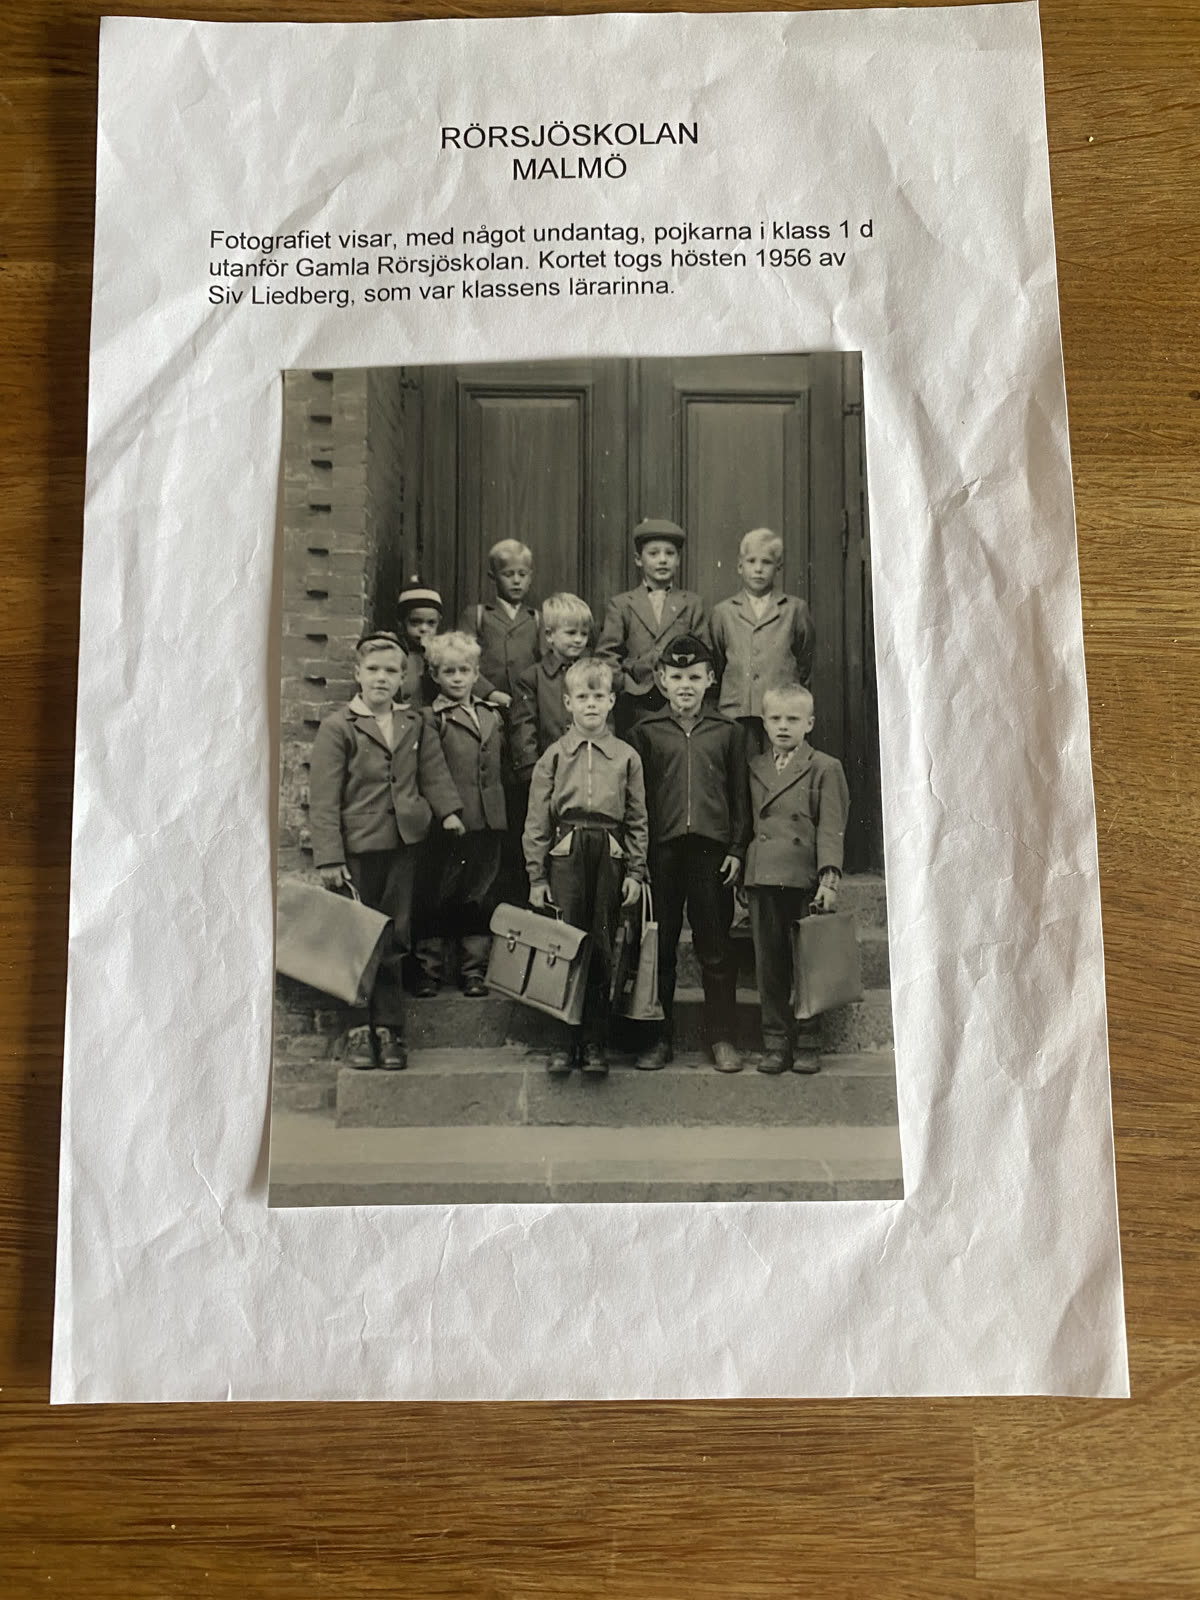 RÖRSJÖSKOLAN
MALMÖ
Fotografiet visar, med något undantag, pojkarna i klass 1 d
utanför Gamla Rörsjöskolan. Kortet togs hösten 1956 av
Siv Liedberg, som var klassens lärarinna.